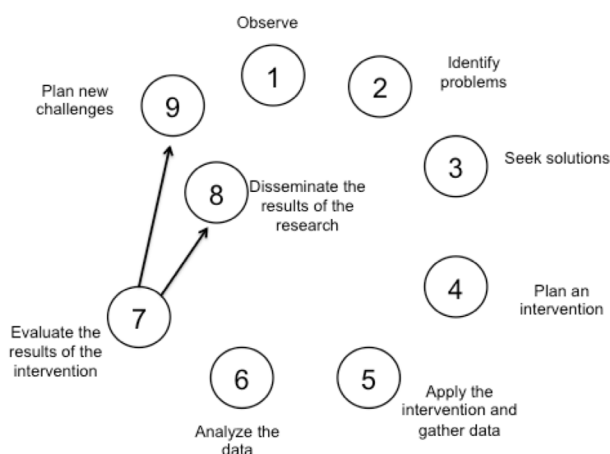 Observe
1
2
Identify
problems
3
Seek solutions
4
Plan an
intervention
5
Apply the
intervention and
gather data
6
Analyze the
data
7
Evaluate the
results of the
intervention
8
Disseminate the
results of the
research
9
Plan new
challenges